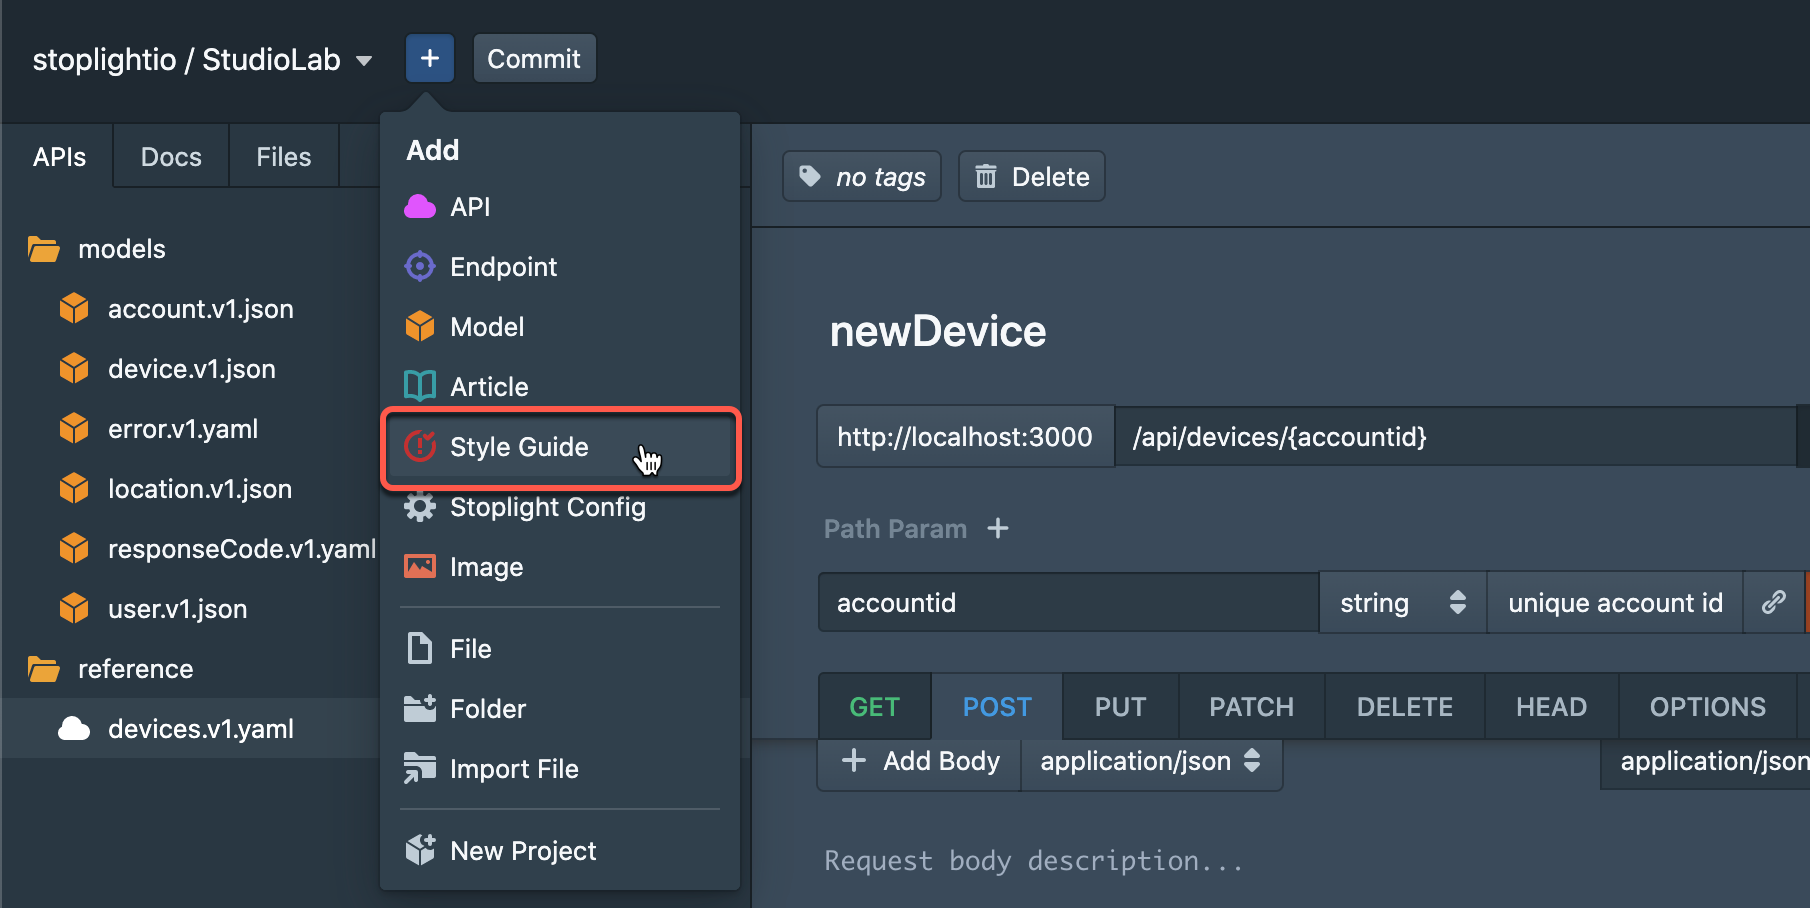 stoplightio / StudioLab
+
Commit
APIs
Docs
Files
models
account.v1.json
device.v1.json
error.v1.yaml
location.v1.json
responseCode.v1.yaml
user.v1.json
reference
devices.v1.yaml
Add
API
Endpoint
Model
Article
Style Guide
Stoplight Config
Image
File
Folder
Import File
New Project
no tags
Delete
newDevice
http://localhost:3000
/api/devices/{accountid}
Path Param +
accountid
string
unique account id
GET
POST
PUT
PATCH
DELETE
HEAD
OPTIONS
+ Add Body
application/json
application/json
Request body description...